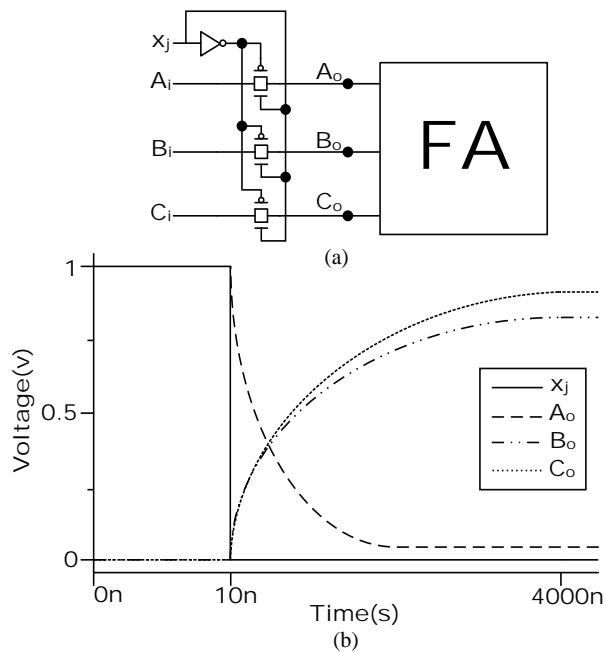 xj
Ai Ao
Bi Bo
Ci Co
FA
(a)
Voltage(v)
1
0.5
0
xj
Ao
Bo
Co
0n 10n 4000n
Time(s)
(b)